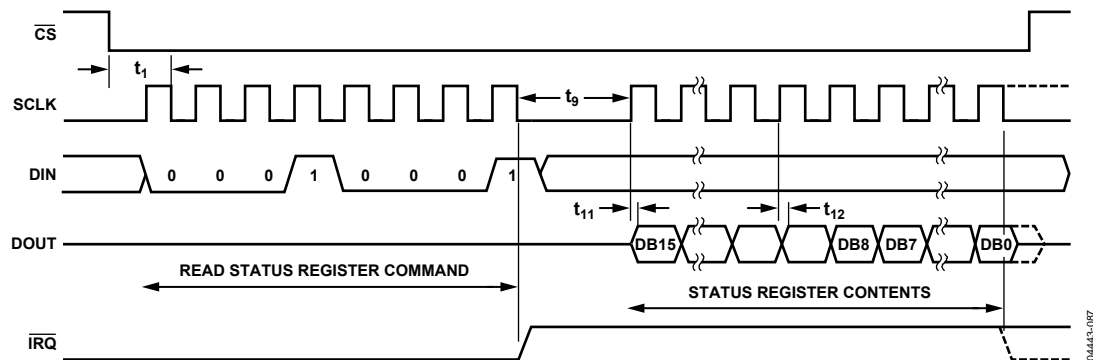 CS
t1
SCLK
t9
DIN
0 0 0 1 0 0 0 1
t11
t12
DOUT
DB15 DB8 DB7 DB0
READ STATUS REGISTER COMMAND
STATUS REGISTER CONTENTS
IRQ
04443-087